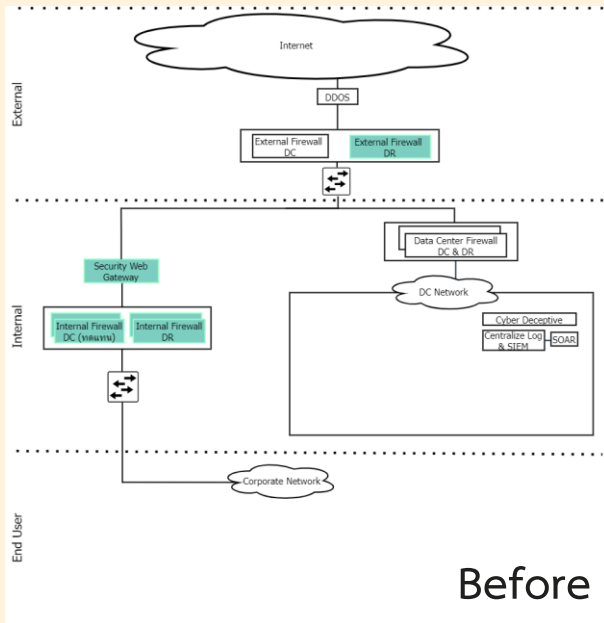 External
Internet
DDOS
External Firewall
DC
External Firewall
DR
Internal
Security Web
Gateway
Internal Firewall
DC (ทดแทน)
Internal Firewall
DR
Data Center Firewall
DC & DR
DC Network
Cyber Deceptive
Centralize Log
& SIEM
SOAR
End User
Corporate Network
Before